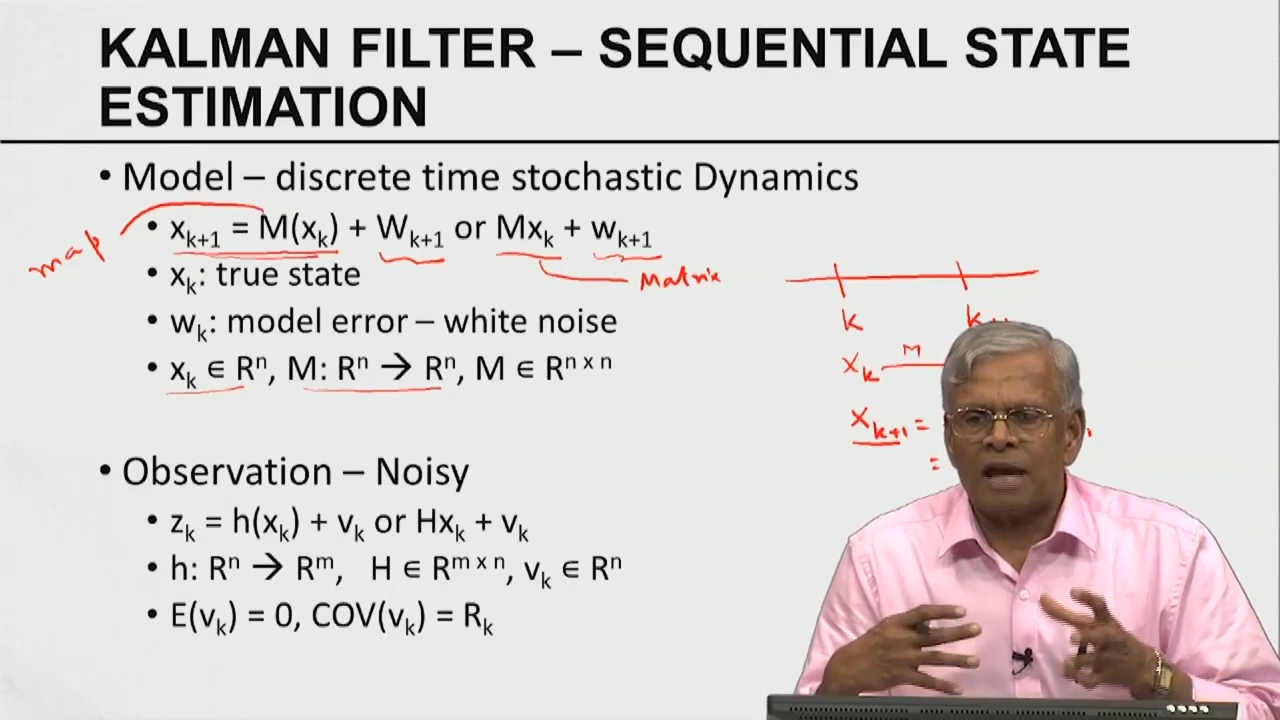 KALMAN FILTER – SEQUENTIAL STATE
ESTIMATION
• Model – discrete time stochastic Dynamics
• xₖ₊₁ = M(xₖ) + Wₖ₊₁ or Mxₖ + wₖ₊₁
map
• xₖ: true state
Matrix
• wₖ: model error – white noise
k
• xₖ ∈ Rⁿ, M: Rⁿ → Rⁿ, M ∈ Rⁿ ˣ ⁿ
xₖ M
xₖ₊₁ =
=
• Observation – Noisy
• zₖ = h(xₖ) + vₖ or Hxₖ + vₖ
• h: Rⁿ → Rᵐ, H ∈ Rᵐ ˣ ⁿ, vₖ ∈ Rⁿ
• E(vₖ) = 0, COV(vₖ) = Rₖ